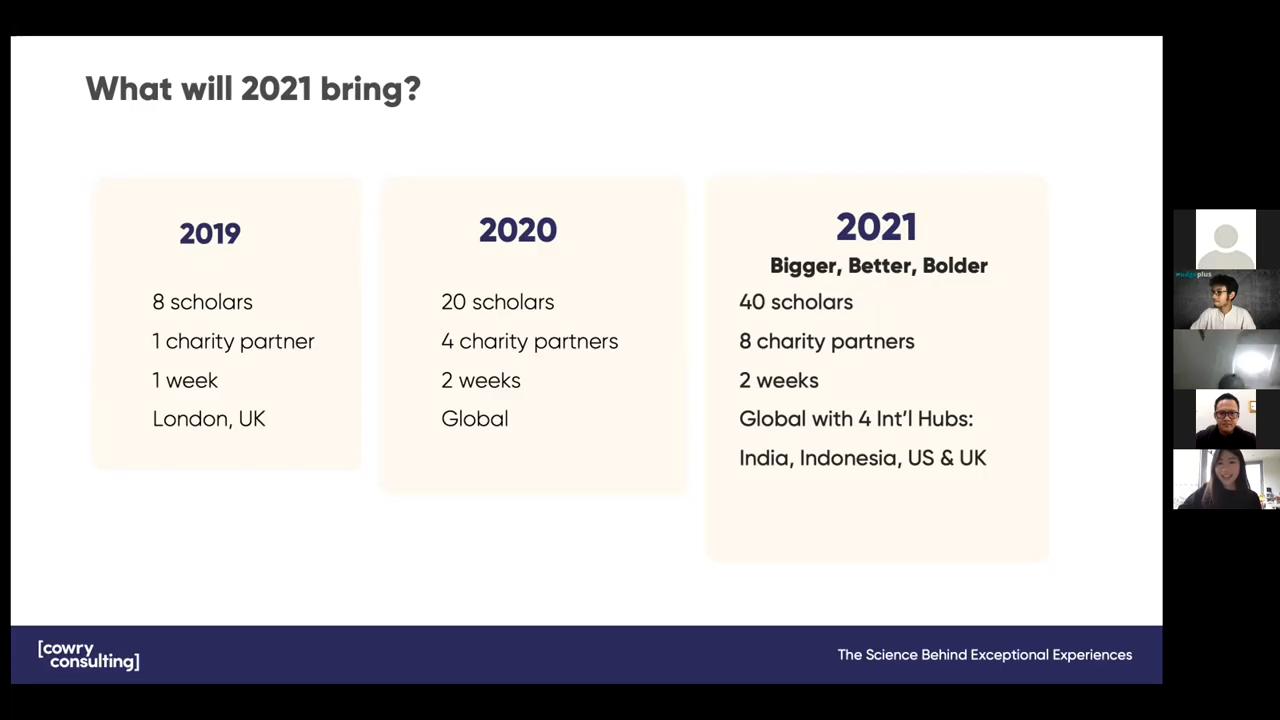 What will 2021 bring?
2019
8 scholars
1 charity partner
1 week
London, UK
2020
20 scholars
4 charity partners
2 weeks
Global
2021
Bigger, Better, Bolder
40 scholars
8 charity partners
2 weeks
Global with 4 Int'l Hubs:
India, Indonesia, US & UK
[cowry
consulting]
The Science Behind Exceptional Experiences